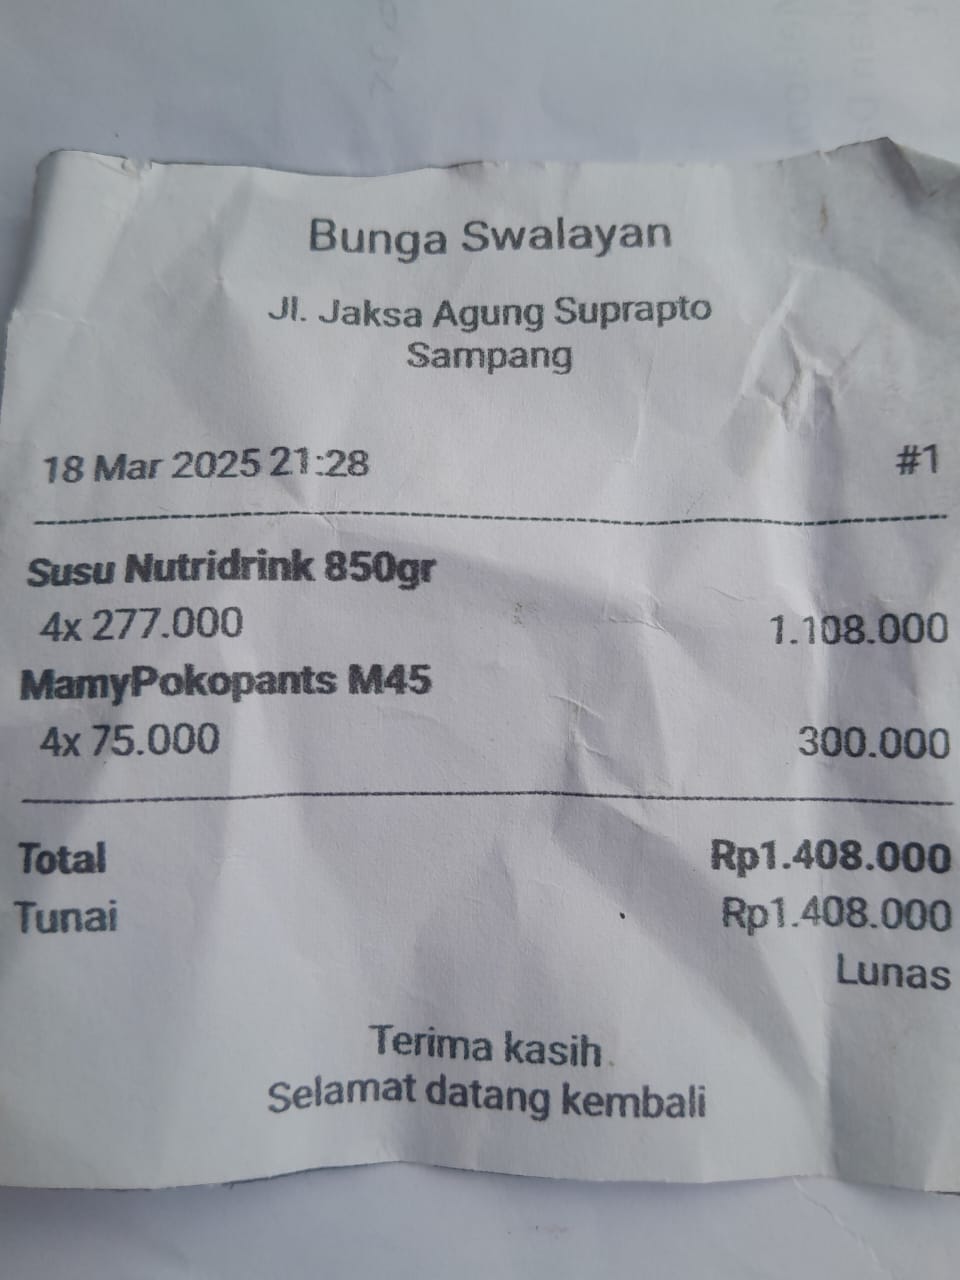 Bunga Swalayan
Jl. Jaksa Agung Suprapto
Sampang
18 Mar 2025 21:28 #1
Susu Nutridrink 850gr
4x 277.000 1.108.000
MamyPokopants M45
4x 75.000 300.000
Total Rp1.408.000
Tunai Rp1.408.000
Lunas
Terima kasih
Selamat datang kembali